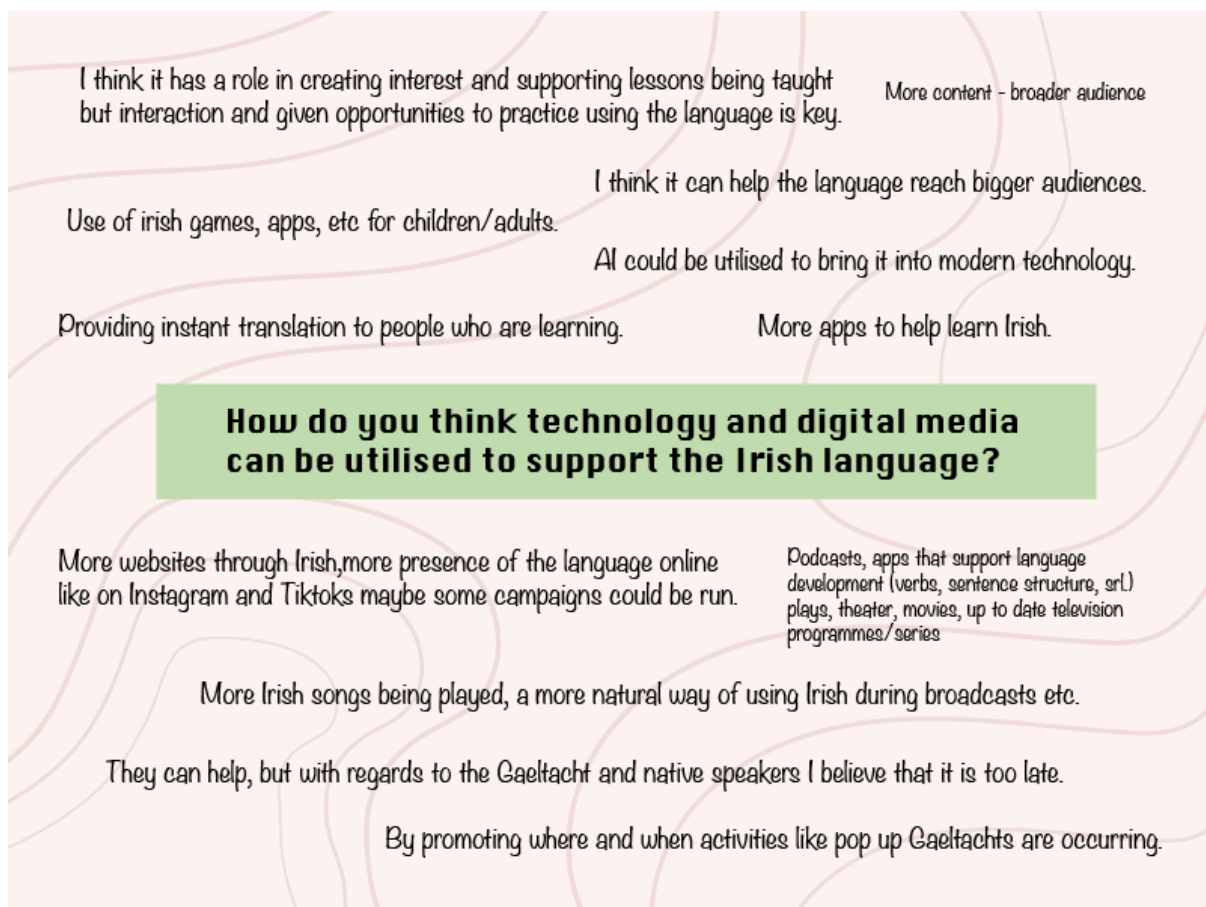 I think it has a role in creating interest and supporting lessons being taught
but interaction and given opportunities to practice using the language is key.
More content - broader audience
I think it can help the language reach bigger audiences.
Use of irish games, apps, etc for children/adults.
AI could be utilised to bring it into modern technology.
Providing instant translation to people who are learning.
More apps to help learn Irish.
How do you think technology and digital media
can be utilised to support the Irish language?
More websites through Irish,more presence of the language online
like on Instagram and Tiktoks maybe some campaigns could be run.
Podcasts, apps that support language
development (verbs, sentence structure, srl.)
plays, theater, movies, up to date television
programmes/series
More Irish songs being played, a more natural way of using Irish during broadcasts etc.
They can help, but with regards to the Gaeltacht and native speakers I believe that it is too late.
By promoting where and when activities like pop up Gaeltachts are occurring.